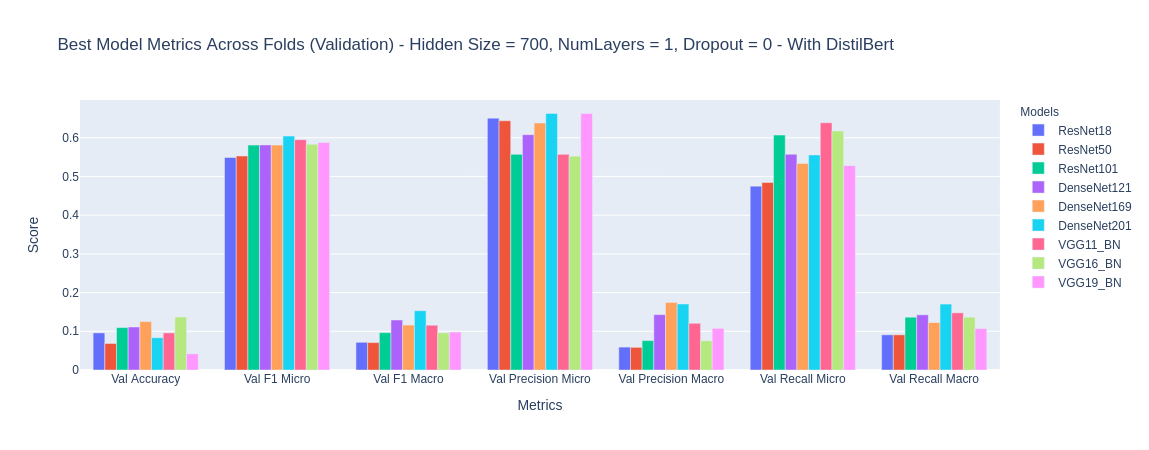 Best Model Metrics Across Folds (Validation) - Hidden Size = 700, NumLayers = 1, Dropout = 0 - With DistilBert
Models
ResNet18
ResNet50
ResNet101
DenseNet121
DenseNet169
DenseNet201
VGG11_BN
VGG16_BN
VGG19_BN
Score
0.6
0.5
0.4
0.3
0.2
0.1
0
Val Accuracy
Val F1 Micro
Val F1 Macro
Val Precision Micro
Val Precision Macro
Val Recall Micro
Val Recall Macro
Metrics